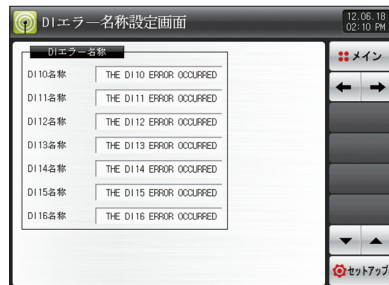 DIエラー名称設定画面
12.06.18
02:10 PM
DIエラー名称
DI10名称 THE DI10 ERROR OCCURRED
DI11名称 THE DI11 ERROR OCCURRED
DI12名称 THE DI12 ERROR OCCURRED
DI13名称 THE DI13 ERROR OCCURRED
DI14名称 THE DI14 ERROR OCCURRED
DI15名称 THE DI15 ERROR OCCURRED
DI16名称 THE DI16 ERROR OCCURRED
メイン
セットアップ